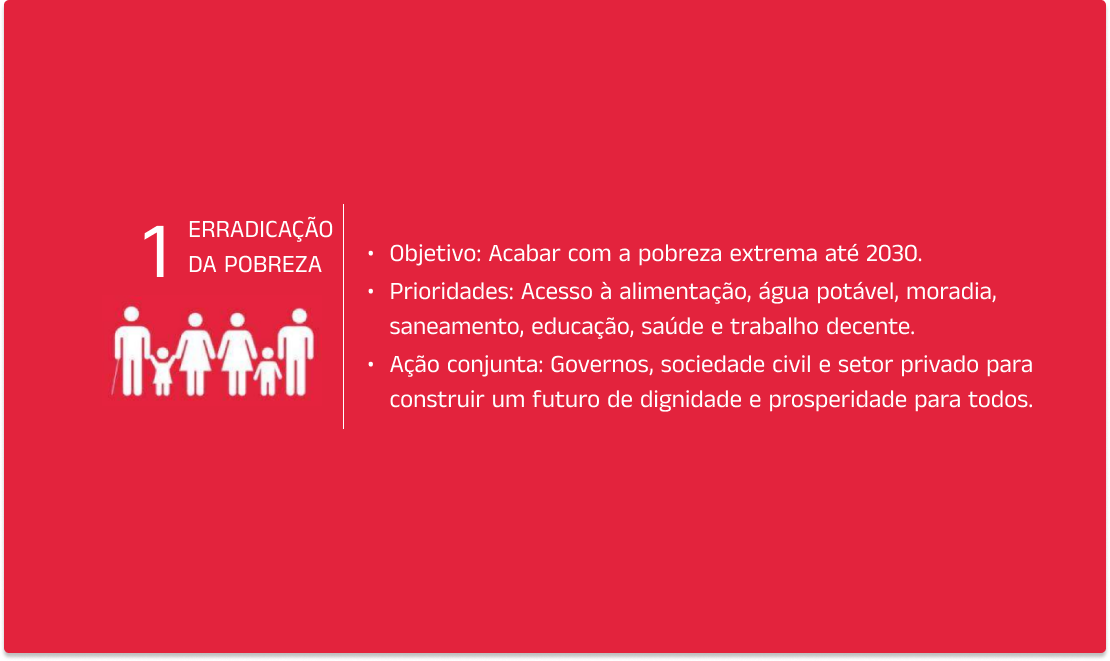 1
ERRADICAÇÃO
DA POBREZA
• Objetivo: Acabar com a pobreza extrema até 2030.
• Prioridades: Acesso à alimentação, água potável, moradia,
saneamento, educação, saúde e trabalho decente.
• Ação conjunta: Governos, sociedade civil e setor privado para
construir um futuro de dignidade e prosperidade para todos.